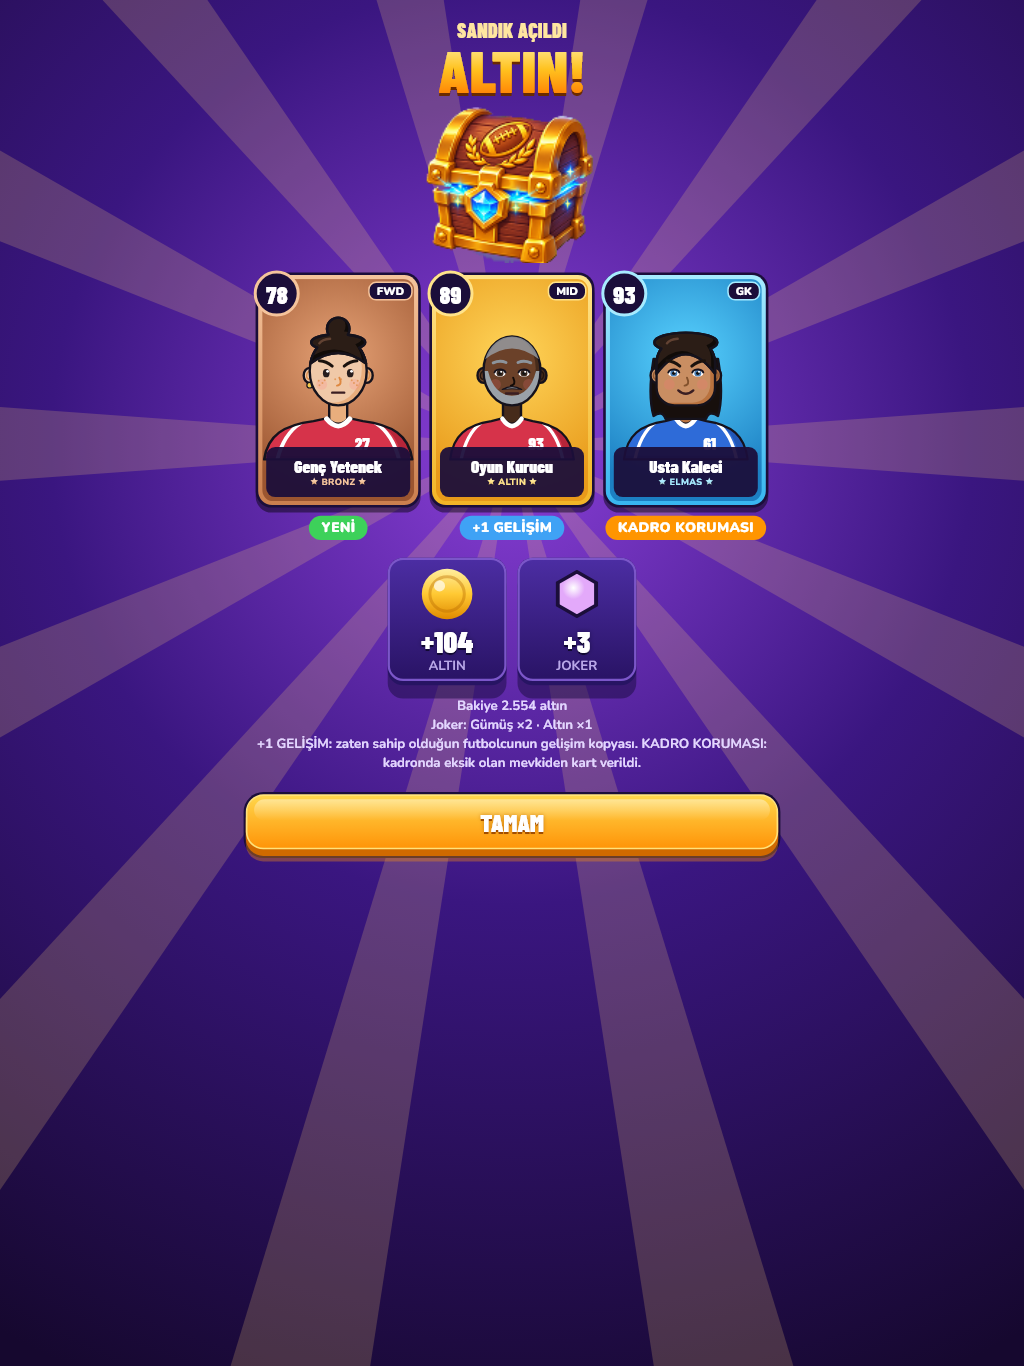 SANDIK AÇILDI
ALTIN!
78 FWD
89 MID
93 GK
27
93
61
Genç Yetenek
★ BRONZ ★
Oyun Kurucu
★ ALTIN ★
Usta Kaleci
★ ELMAS ★
YENİ
+1 GELİŞİM
KADRO KORUMASI
+104
ALTIN
+3
JOKER
Bakiye 2.554 altın
Joker: Gümüş ×2 · Altın ×1
+1 GELİŞİM: zaten sahip olduğun futbolcunun gelişim kopyası. KADRO KORUMASI:
kadronda eksik olan mevkiden kart verildi.
TAMAM